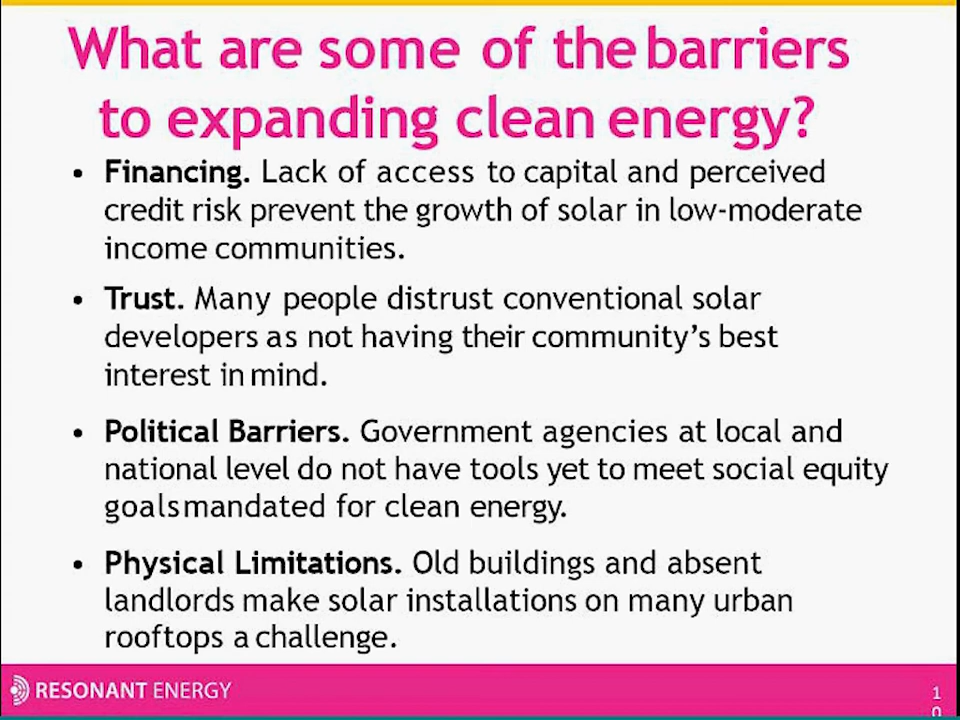 What are some of the barriers
to expanding clean energy?
• Financing. Lack of access to capital and perceived
credit risk prevent the growth of solar in low-moderate
income communities.
• Trust. Many people distrust conventional solar
developers as not having their community's best
interest in mind.
• Political Barriers. Government agencies at local and
national level do not have tools yet to meet social equity
goals mandated for clean energy.
• Physical Limitations. Old buildings and absent
landlords make solar installations on many urban
rooftops a challenge.
RESONANT ENERGY
1
0